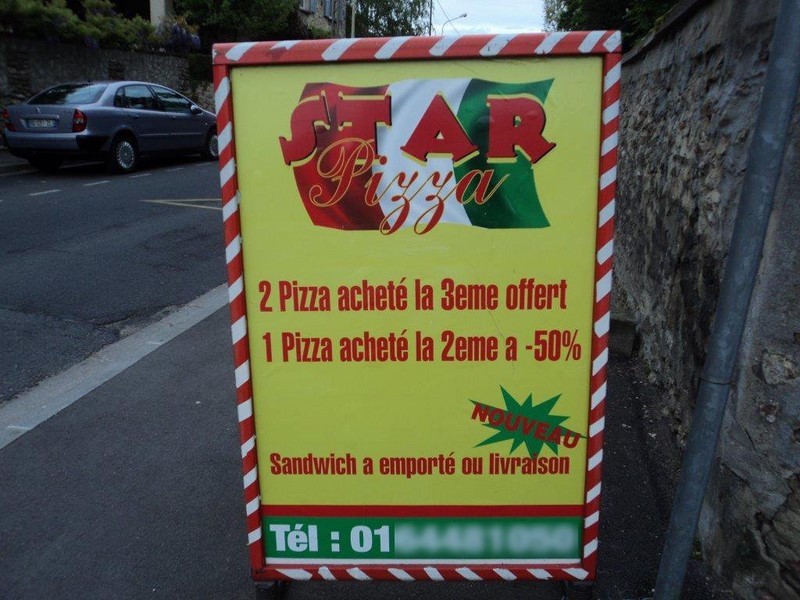 STAR
Pizza
2 Pizza acheté la 3eme offert
1 Pizza acheté la 2eme a -50%
NOUVEAU
Sandwich a emporté ou livraison
Tél : 01